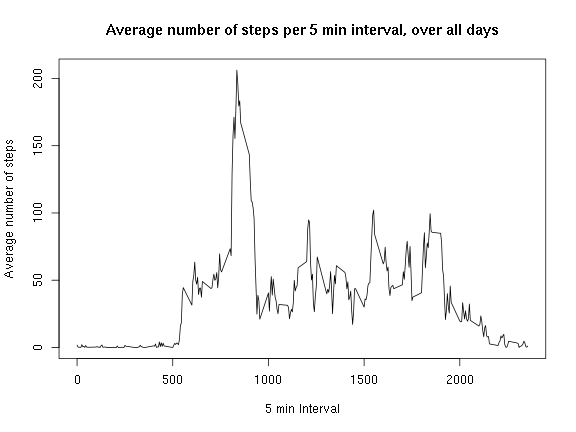 Average number of steps per 5 min interval, over all days
Average number of steps
200
150
100
50
0
0 500 1000 1500 2000
5 min Interval